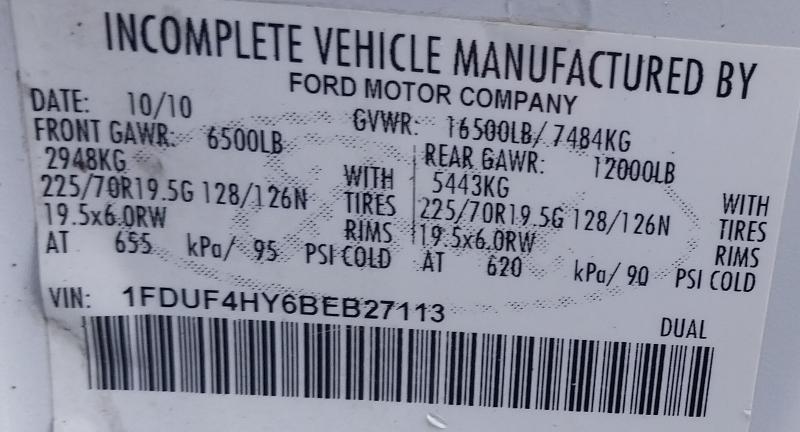 INCOMPLETE VEHICLE MANUFACTURED BY
FORD MOTOR COMPANY
DATE: 10/10 GVWR: 16500LB/ 7484KG
FRONT GAWR: 6500LB REAR GAWR: 12000LB
2948KG WITH 5443KG WITH
225/70R19.5G 128/126N TIRES 225/70R19.5G 128/126N TIRES
19.5x6.0RW RIMS 19.5x6.0RW RIMS
AT 655 kPa/ 95 PSI COLD AT 620 kPa/ 90 PSI COLD
VIN: 1FDUF4HY6BEB27113 DUAL